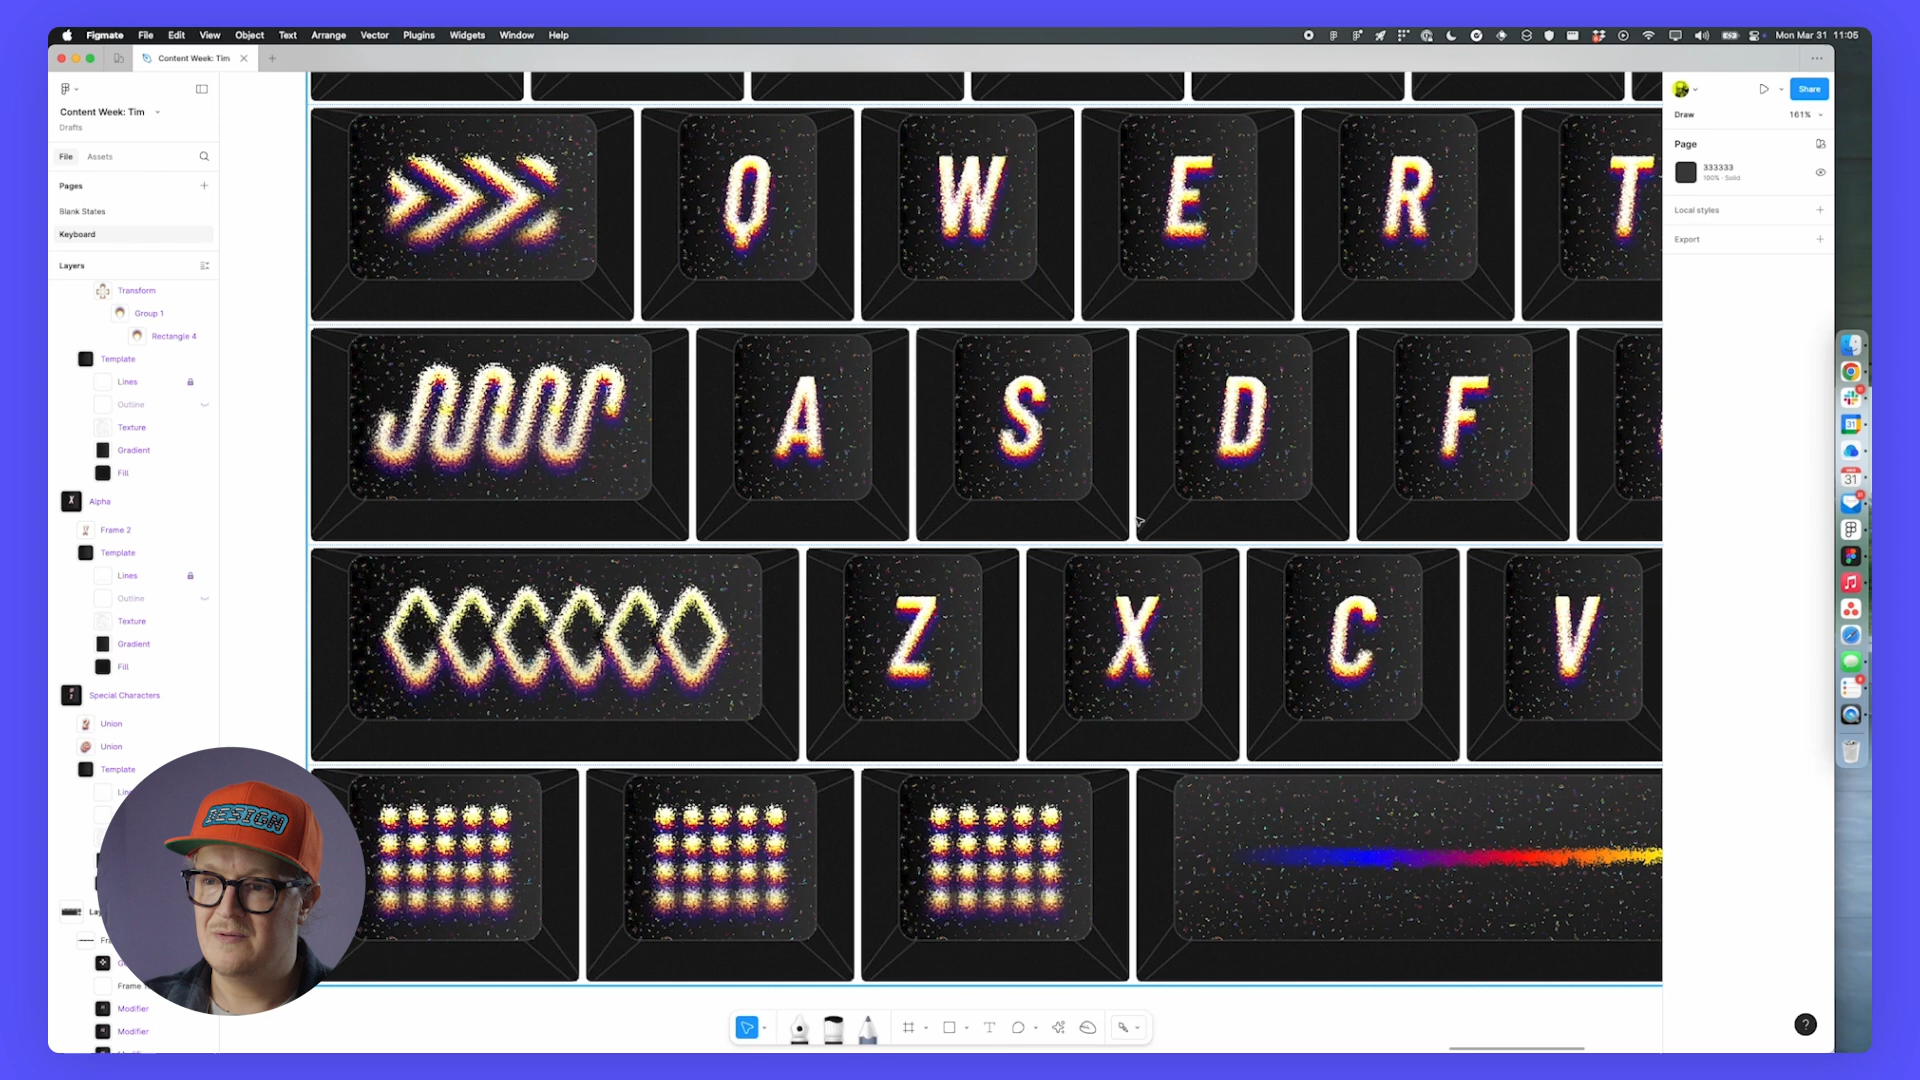 Figmate File Edit View Object Text Arrange Vector Plugins Widgets Window Help
Mon Mar 31 11:05
Content Week: Tim
Content Week: Tim
Drafts
File Assets
Pages
Blank States
Keyboard
Layers
Transform
Group 1
Rectangle 4
Template
Lines
Outline
Texture
Gradient
Fill
Alpha
Frame 2
Template
Lines
Outline
Texture
Gradient
Fill
Special Characters
Union
Union
Template
Modifier
Modifier
Q W E R T
A S D F
Z X C V
DESIGN
Share
Draw 161%
Page
333333
100% · Solid
Local styles
Export
31
31
?